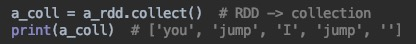 a_coll = a_rdd.collect()  # RDD -> collection
print(a_coll)  # ['you', 'jump', 'I', 'jump', '']